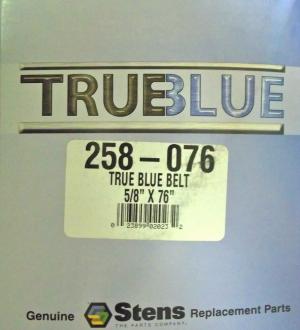 TRUEBLUE
258-076
TRUE BLUE BELT
5/8" X 76"
0 23899 02023 2
Genuine Stens Replacement Parts
THE PARTS COMPANY